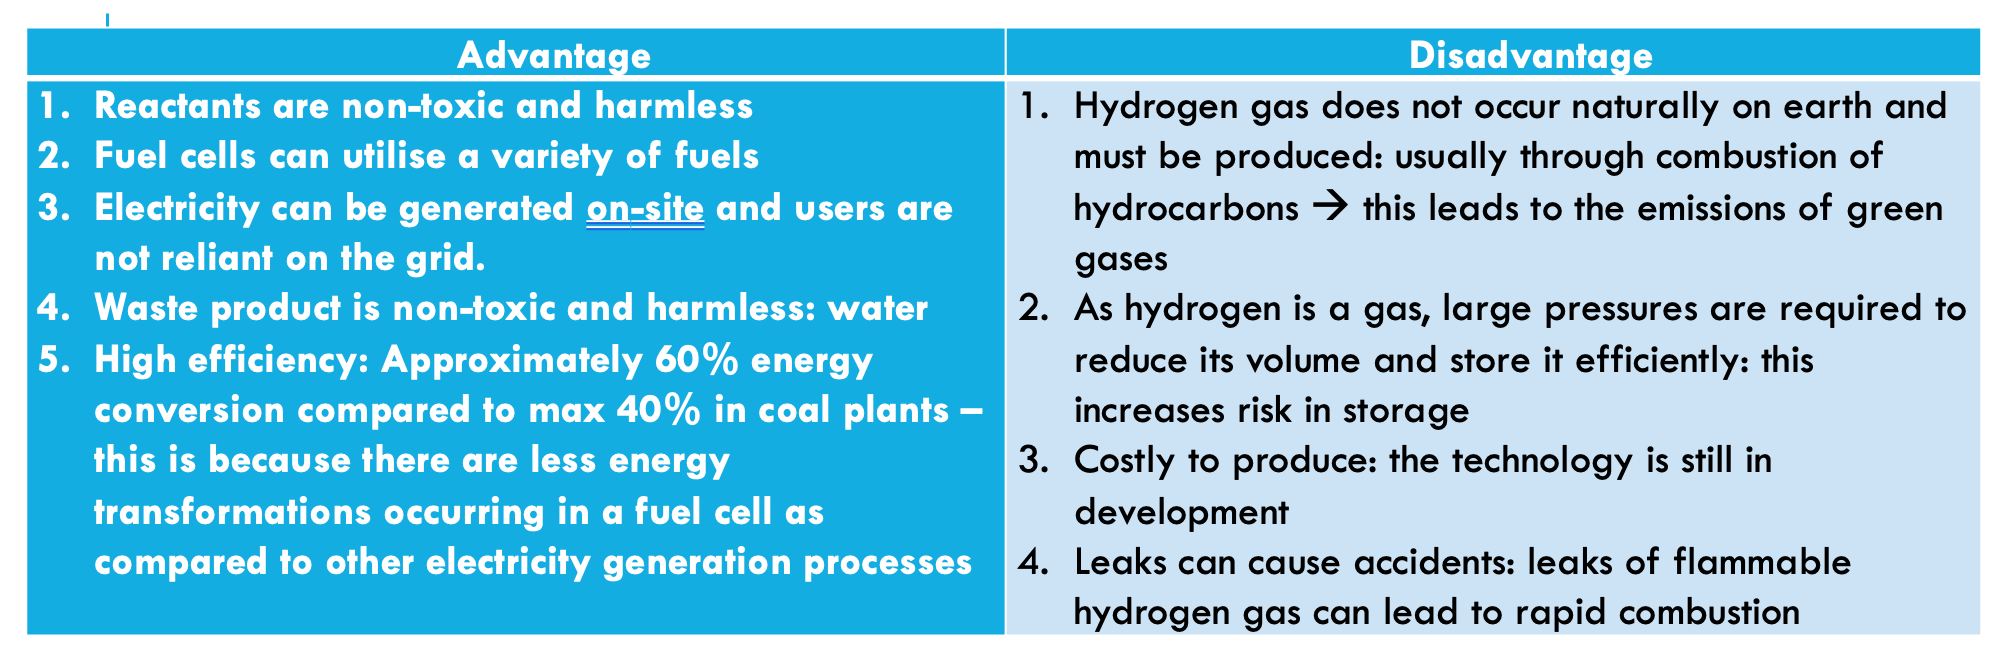 Advantage
1. Reactants are non-toxic and harmless
2. Fuel cells can utilise a variety of fuels
3. Electricity can be generated on-site and users are
not reliant on the grid.
4. Waste product is non-toxic and harmless: water
5. High efficiency: Approximately 60% energy
conversion compared to max 40% in coal plants –
this is because there are less energy
transformations occurring in a fuel cell as
compared to other electricity generation processes
Disadvantage
1. Hydrogen gas does not occur naturally on earth and
must be produced: usually through combustion of
hydrocarbons → this leads to the emissions of green
gases
2. As hydrogen is a gas, large pressures are required to
reduce its volume and store it efficiently: this
increases risk in storage
3. Costly to produce: the technology is still in
development
4. Leaks can cause accidents: leaks of flammable
hydrogen gas can lead to rapid combustion